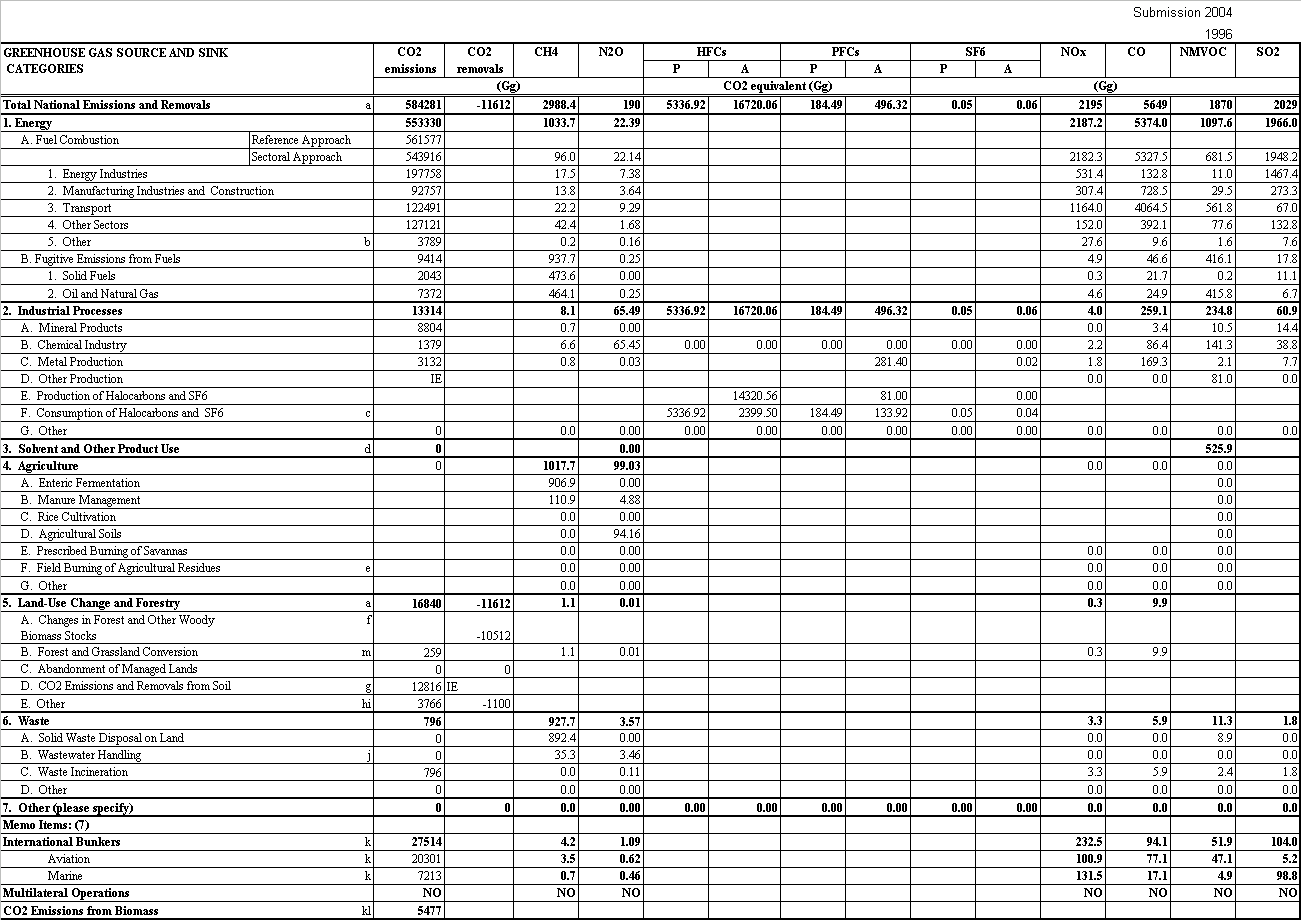 Submission 2004
1996
GREENHOUSE GAS SOURCE AND SINK CO2 CO2 CH4 N2O HFCs PFCs SF6 NOx CO NMVOC SO2
CATEGORIES emissions removals P A P A P A
(Gg) CO2 equivalent (Gg) (Gg)
Total National Emissions and Removals a 584281 -11612 2988.4 190 5336.92 16720.06 184.49 496.32 0.05 0.06 2195 5649 1870 2029
1. Energy 553330 1033.7 22.39 2187.2 5374.0 1097.6 1966.0
A. Fuel Combustion Reference Approach 561577
Sectoral Approach 543916 96.0 22.14 2182.3 5327.5 681.5 1948.2
1. Energy Industries 197758 17.5 7.38 531.4 132.8 11.0 1467.4
2. Manufacturing Industries and Construction 92757 13.8 3.64 307.4 728.5 29.5 273.3
3. Transport 122491 22.2 9.29 1164.0 4064.5 561.8 67.0
4. Other Sectors 127121 42.4 1.68 152.0 392.1 77.6 132.8
5. Other b 3789 0.2 0.16 27.6 9.6 1.6 7.6
B. Fugitive Emissions from Fuels 9414 937.7 0.25 4.9 46.6 416.1 17.8
1. Solid Fuels 2043 473.6 0.00 0.3 21.7 0.2 11.1
2. Oil and Natural Gas 7372 464.1 0.25 4.6 24.9 415.8 6.7
2. Industrial Processes 13314 8.1 65.49 5336.92 16720.06 184.49 496.32 0.05 0.06 4.0 259.1 234.8 60.9
A. Mineral Products 8804 0.7 0.00 0.0 3.4 10.5 14.4
B. Chemical Industry 1379 6.6 65.45 0.00 0.00 0.00 0.00 0.00 0.00 2.2 86.4 141.3 38.8
C. Metal Production 3132 0.8 0.03 281.40 0.02 1.8 169.3 2.1 7.7
D. Other Production IE 0.0 0.0 81.0 0.0
E. Production of Halocarbons and SF6 14320.56 81.00 0.00
F. Consumption of Halocarbons and SF6 c 5336.92 2399.50 184.49 133.92 0.05 0.04
G. Other 0 0.0 0.00 0.00 0.00 0.00 0.00 0.00 0.00 0.0 0.0 0.0 0.0
3. Solvent and Other Product Use d 0 0.00 525.9
4. Agriculture 0 1017.7 99.03 0.0 0.0 0.0
A. Enteric Fermentation 906.9 0.00 0.0
B. Manure Management 110.9 4.88 0.0
C. Rice Cultivation 0.0 0.00 0.0
D. Agricultural Soils 0.0 94.16 0.0
E. Prescribed Burning of Savannas 0.0 0.00 0.0 0.0 0.0
F. Field Burning of Agricultural Residues e 0.0 0.00 0.0 0.0 0.0
G. Other 0.0 0.00 0.0 0.0 0.0
5. Land-Use Change and Forestry a 16840 -11612 1.1 0.01 0.3 9.9
A. Changes in Forest and Other Woody f
Biomass Stocks -10512
B. Forest and Grassland Conversion m 259 1.1 0.01 0.3 9.9
C. Abandonment of Managed Lands 0 0
D. CO2 Emissions and Removals from Soil g 12816 IE
E. Other hi 3766 -1100
6. Waste 796 927.7 3.57 3.3 5.9 11.3 1.8
A. Solid Waste Disposal on Land 0 892.4 0.00 0.0 0.0 8.9 0.0
B. Wastewater Handling j 0 35.3 3.46 0.0 0.0 0.0 0.0
C. Waste Incineration 796 0.0 0.11 3.3 5.9 2.4 1.8
D. Other 0 0.0 0.00 0.0 0.0 0.0 0.0
7. Other (please specify) 0 0 0.0 0.00 0.00 0.00 0.00 0.00 0.00 0.00 0.0 0.0 0.0 0.0
Memo Items: (7)
International Bunkers k 27514 4.2 1.09 232.5 94.1 51.9 104.0
Aviation k 20301 3.5 0.62 100.9 77.1 47.1 5.2
Marine k 7213 0.7 0.46 131.5 17.1 4.9 98.8
Multilateral Operations NO NO NO NO NO NO NO
CO2 Emissions from Biomass kl 5477